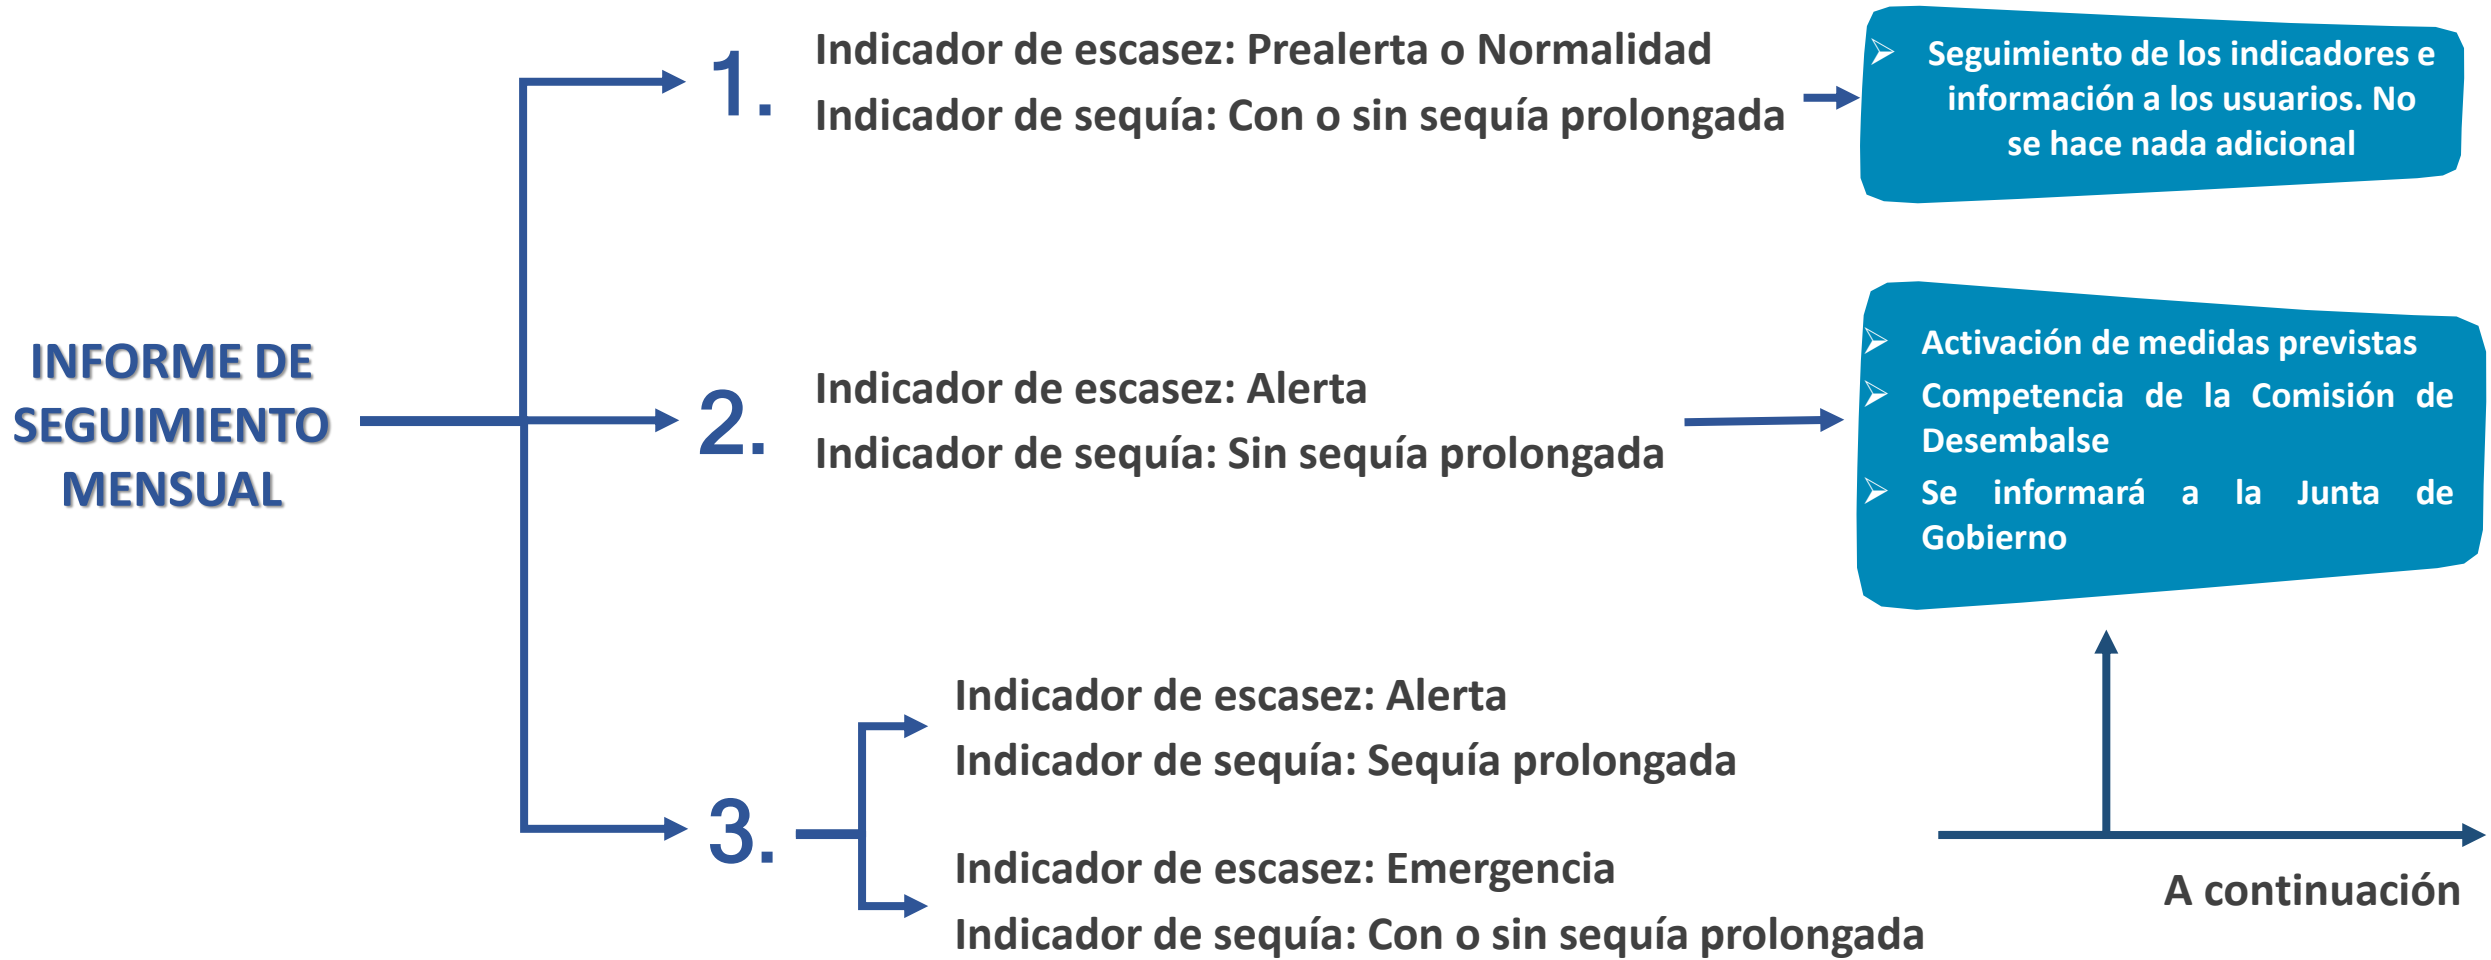 INFORME DE
SEGUIMIENTO
MENSUAL
1.
Indicador de escasez: Prealerta o Normalidad
Indicador de sequía: Con o sin sequía prolongada
➢ Seguimiento de los indicadores e
información a los usuarios. No
se hace nada adicional
2.
Indicador de escasez: Alerta
Indicador de sequía: Sin sequía prolongada
➢ Activación de medidas previstas
➢ Competencia de la Comisión de
Desembalse
➢ Se informará a la Junta de
Gobierno
3.
Indicador de escasez: Alerta
Indicador de sequía: Sequía prolongada
Indicador de escasez: Emergencia
Indicador de sequía: Con o sin sequía prolongada
A continuación